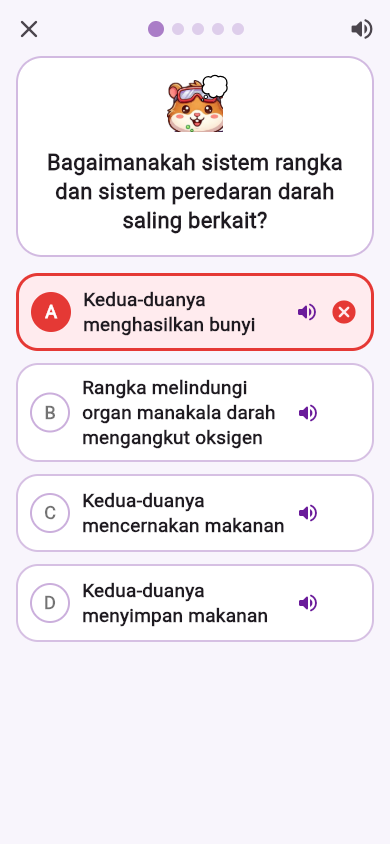 Bagaimanakah sistem rangka
dan sistem peredaran darah
saling berkait?
A
Kedua-duanya
menghasilkan bunyi
B
Rangka melindungi
organ manakala darah
mengangkut oksigen
C
Kedua-duanya
mencernakan makanan
D
Kedua-duanya
menyimpan makanan